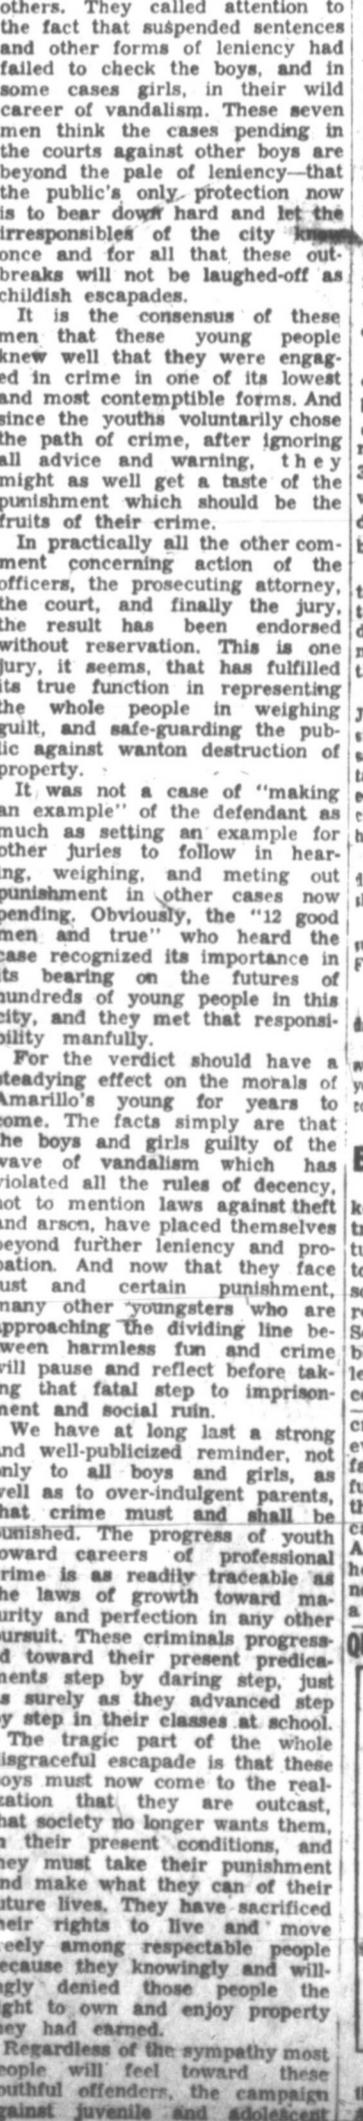 others. They called attention to
the fact that suspended sentences
and other forms of leniency had
failed to check the boys, and in
some cases girls, in their wild
career of vandalism. These seven
men think the cases pending in
the courts against other boys are
beyond the pale of leniency—that
the public's only protection now
is to bear down hard and let the
irresponsibles of the city know
once and for all that these out-
breaks will not be laughed-off as
childish escapades.
It is the consensus of these
men that these young people
knew well that they were engag-
ed in crime in one of its lowest
and most contemptible forms. And
since the youths voluntarily chose
the path of crime, after ignoring
all advice and warning, they
might as well get a taste of the
punishment which should be the
fruits of their crime.
In practically all the other com-
ment concerning action of the
officers, the prosecuting attorney,
the court, and finally the jury,
the result has been endorsed
without reservation. This is one
jury, it seems, that has fulfilled
its true function in representing
the whole people in weighing
guilt, and safe-guarding the pub-
lic against wanton destruction of
property.
It was not a case of "making
an example" of the defendant as
much as setting an example for
other juries to follow in hear-
ing, weighing, and meting out
punishment in other cases now
pending. Obviously, the "12 good
men and true" who heard the
case recognized its importance in
its bearing on the futures of
hundreds of young people in this
city, and they met that responsi-
bility manfully.
For the verdict should have a
steadying effect on the morals of
Amarillo's young for years to
come. The facts simply are that
the boys and girls guilty of the
wave of vandalism which has
violated all the rules of decency,
not to mention laws against theft
and arson, have placed themselves
beyond further leniency and pro-
bation. And now that they face
just and certain punishment,
many other youngsters who are
approaching the dividing line be-
tween harmless fun and crime
will pause and reflect before tak-
ing that fatal step to imprison-
ment and social ruin.
We have at long last a strong
and well-publicized reminder, not
only to all boys and girls, as
well as to over-indulgent parents,
that crime must and shall be
punished. The progress of youth
toward careers of professional
crime is as readily traceable as
the laws of growth toward ma-
turity and perfection in any other
pursuit. These criminals progress-
ed toward their present predica-
ments step by daring step, just
as surely as they advanced step
by step in their classes at school.
The tragic part of the whole
disgraceful escapade is that these
boys must now come to the real-
ization that they are outcast,
that society no longer wants them,
in their present conditions, and
they must take their punishment
and make what they can of their
future lives. They have sacrificed
their rights to live and move
freely among respectable people
because they knowingly and will-
ingly denied those people the
right to own and enjoy property
they had earned.
Regardless of the sympathy most
people will feel toward these
youthful offenders, the campaign
against juvenile and adolescent